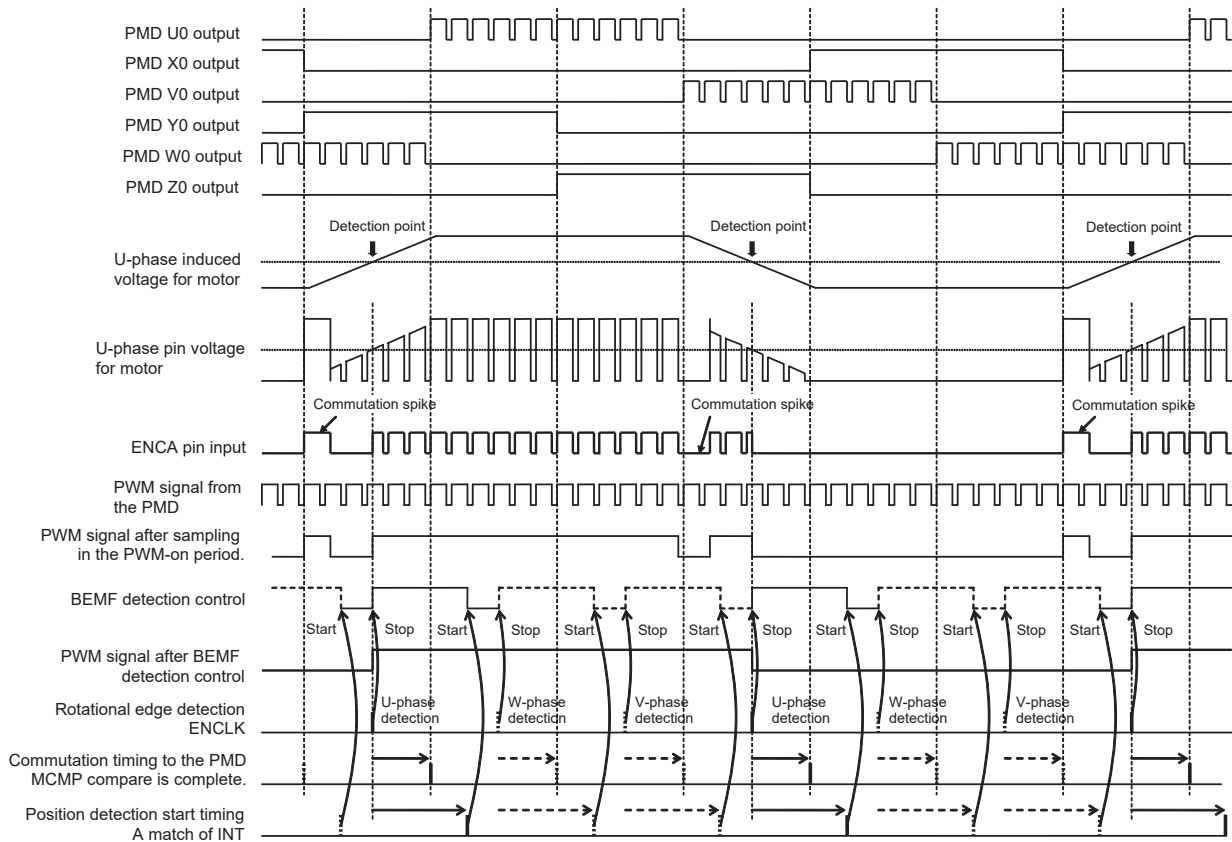 PMD U0 output
PMD X0 output
PMD V0 output
PMD Y0 output
PMD W0 output
PMD Z0 output
Detection point
Detection point
Detection point
U-phase induced
voltage for motor
U-phase pin voltage
for motor
Commutation spike
Commutation spike
Commutation spike
ENCA pin input
PWM signal from
the PMD
PWM signal after sampling
in the PWM-on period.
BEMF detection control
Start Stop Start Stop Start Stop Start Stop Start Stop Start Stop Start Stop
PWM signal after BEMF
detection control
U-phase
detection
W-phase
detection
V-phase
detection
U-phase
detection
W-phase
detection
V-phase
detection
Rotational edge detection
ENCLK
Commutation timing to the PMD
MCMP compare is complete.
Position detection start timing
A match of INT